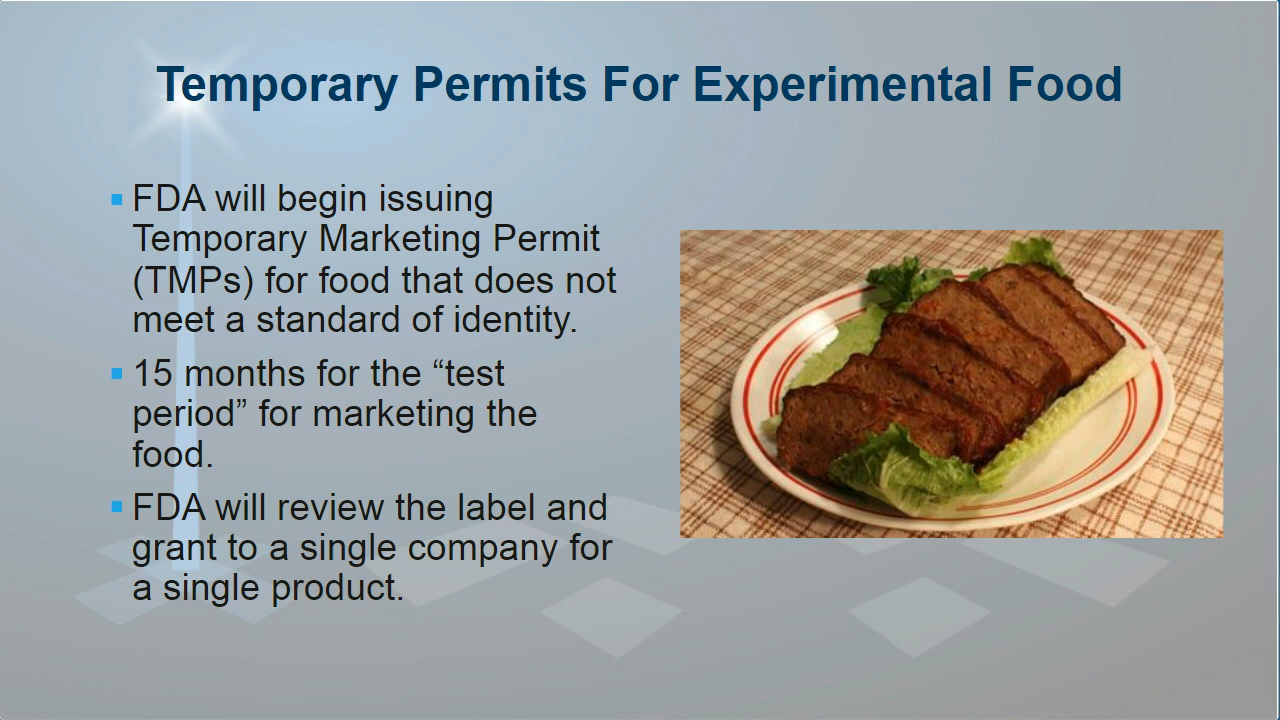 Temporary Permits For Experimental Food
FDA will begin issuing
Temporary Marketing Permit
(TMPs) for food that does not
meet a standard of identity.
15 months for the “test
period” for marketing the
food.
FDA will review the label and
grant to a single company for
a single product.